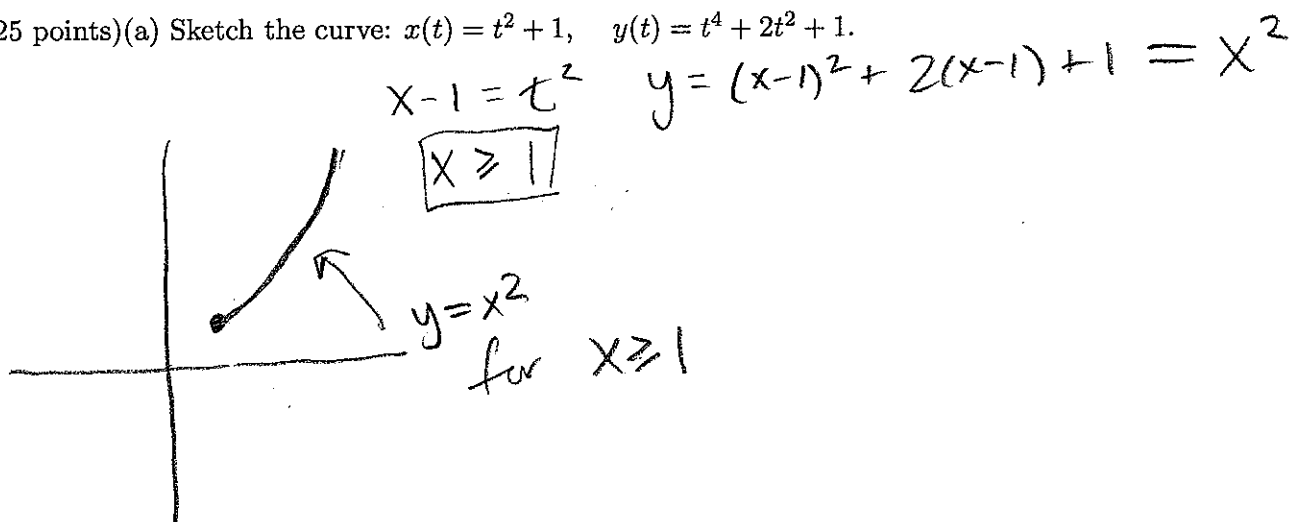 25 points)(a) Sketch the curve: x(t) = t² + 1, y(t) = t⁴ + 2t² + 1.
x-1 = t² y = (x-1)² + 2(x-1) + 1 = x²
x ⩾ 1
y = x²
for x ⩾ 1